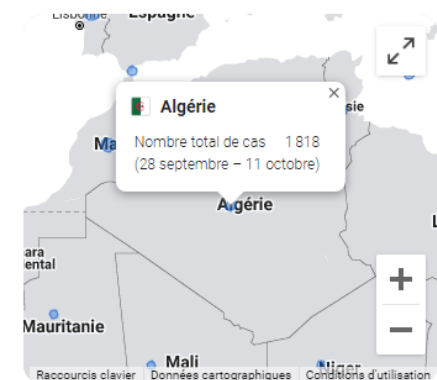 Lisbonne
Espagne
Algérie
sie
Ma
Nombre total de cas 1 818
(28 septembre – 11 octobre)
Algérie
L
ara
ental
+
Mauritanie
−
Mali
Niger
Raccourcis clavier Données cartographiques Conditions d'utilisation